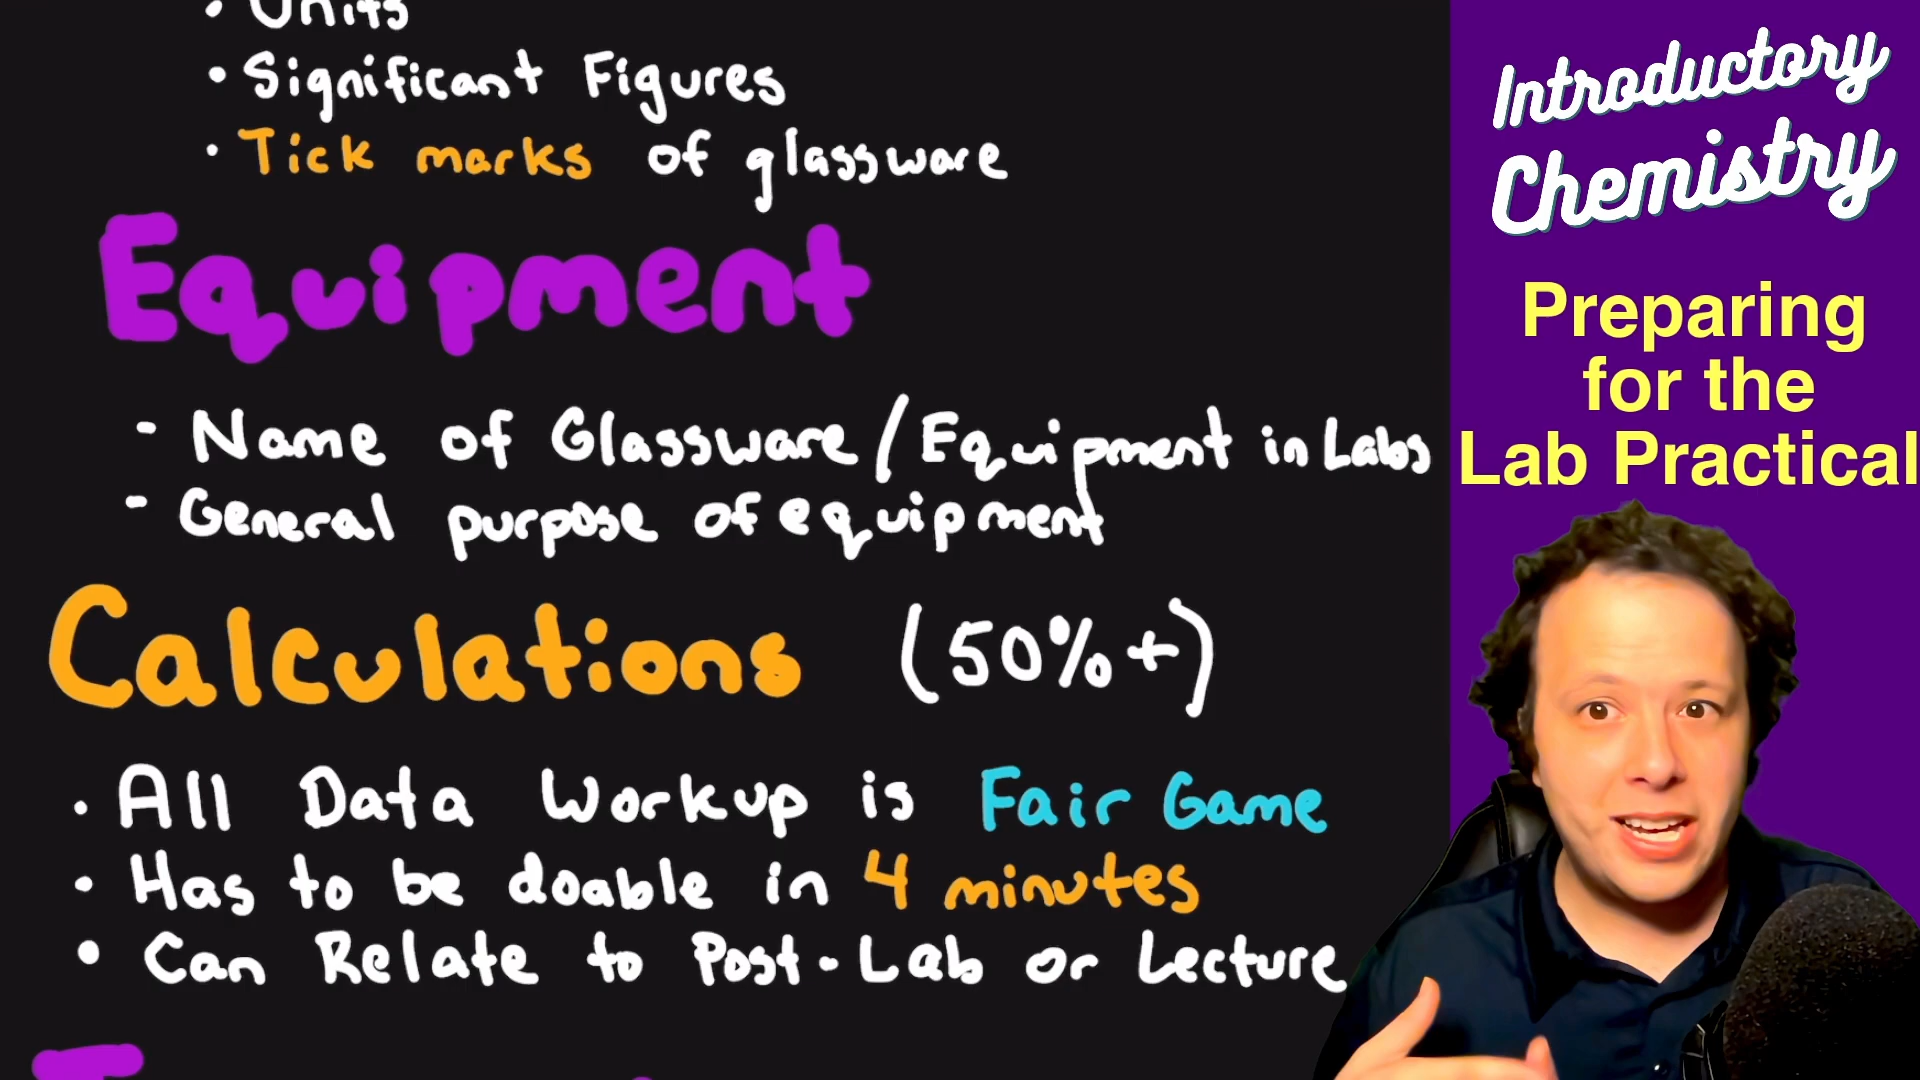 • Units
• Significant Figures
• Tick marks of glassware
Equipment
- Name of Glassware/Equipment in Labs
- General purpose of equipment
Calculations (50%+)
• All Data Workup is Fair Game
• Has to be doable in 4 minutes
• Can Relate to Post-Lab or Lecture
Introductory
Chemistry
Preparing
for the
Lab Practical